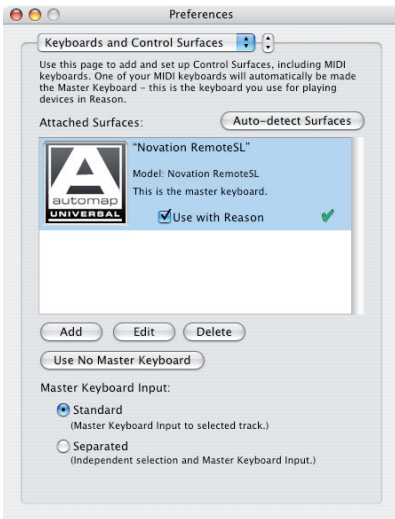 Preferences
Keyboards and Control Surfaces
Use this page to add and set up Control Surfaces, including MIDI
keyboards. One of your MIDI keyboards will automatically be made
the Master Keyboard – this is the keyboard you use for playing
devices in Reason.
Attached Surfaces:
Auto-detect Surfaces
"Novation RemoteSL"
Model: Novation RemoteSL
This is the master keyboard.
automap
UNIVERSAL
Use with Reason
Add
Edit
Delete
Use No Master Keyboard
Master Keyboard Input:
Standard
(Master Keyboard Input to selected track.)
Separated
(Independent selection and Master Keyboard Input.)